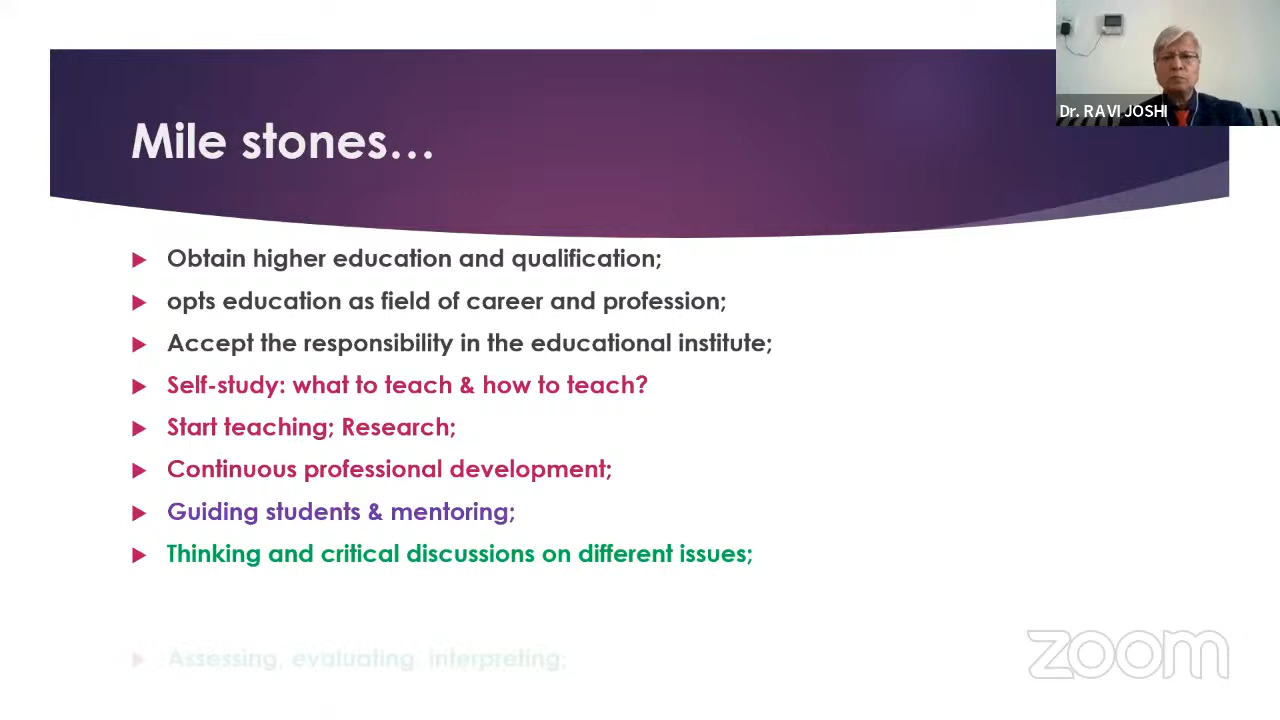 Dr. RAVI JOSHI
Mile stones…
Obtain higher education and qualification;
opts education as field of career and profession;
Accept the responsibility in the educational institute;
Self-study: what to teach & how to teach?
Start teaching; Research;
Continuous professional development;
Guiding students & mentoring;
Thinking and critical discussions on different issues;
Assessing, evaluating, interpreting;
zoom